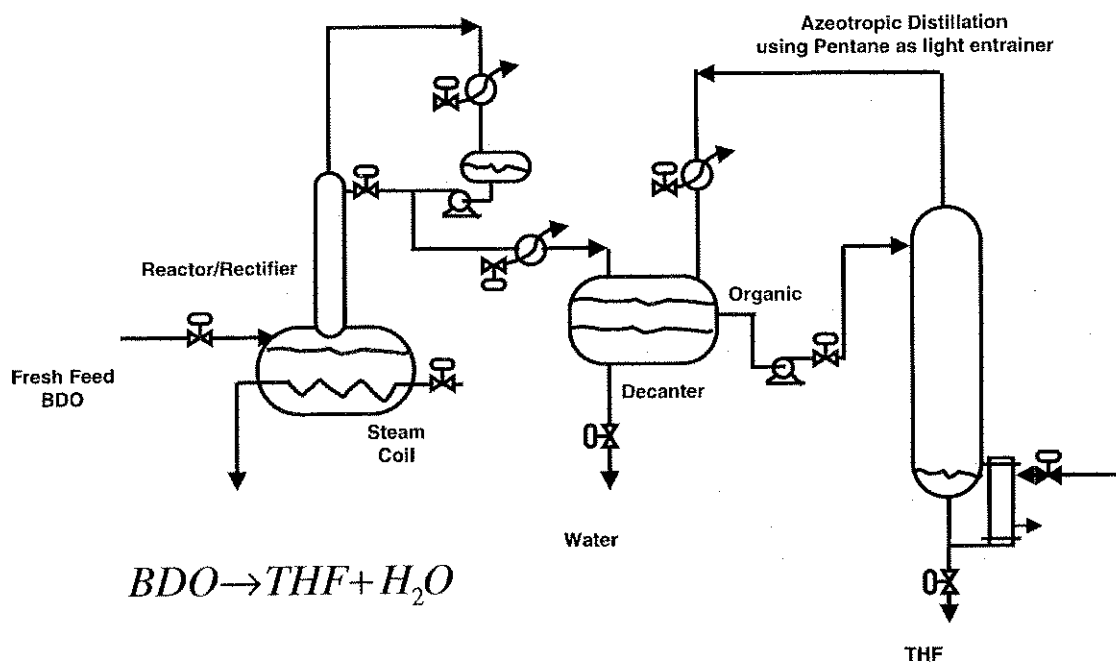 Azeotropic Distillation
using Pentane as light entrainer
Reactor/Rectifier
Organic
Fresh Feed
BDO
Decanter
Steam
Coil
Water
BDO→THF+H₂O
THF